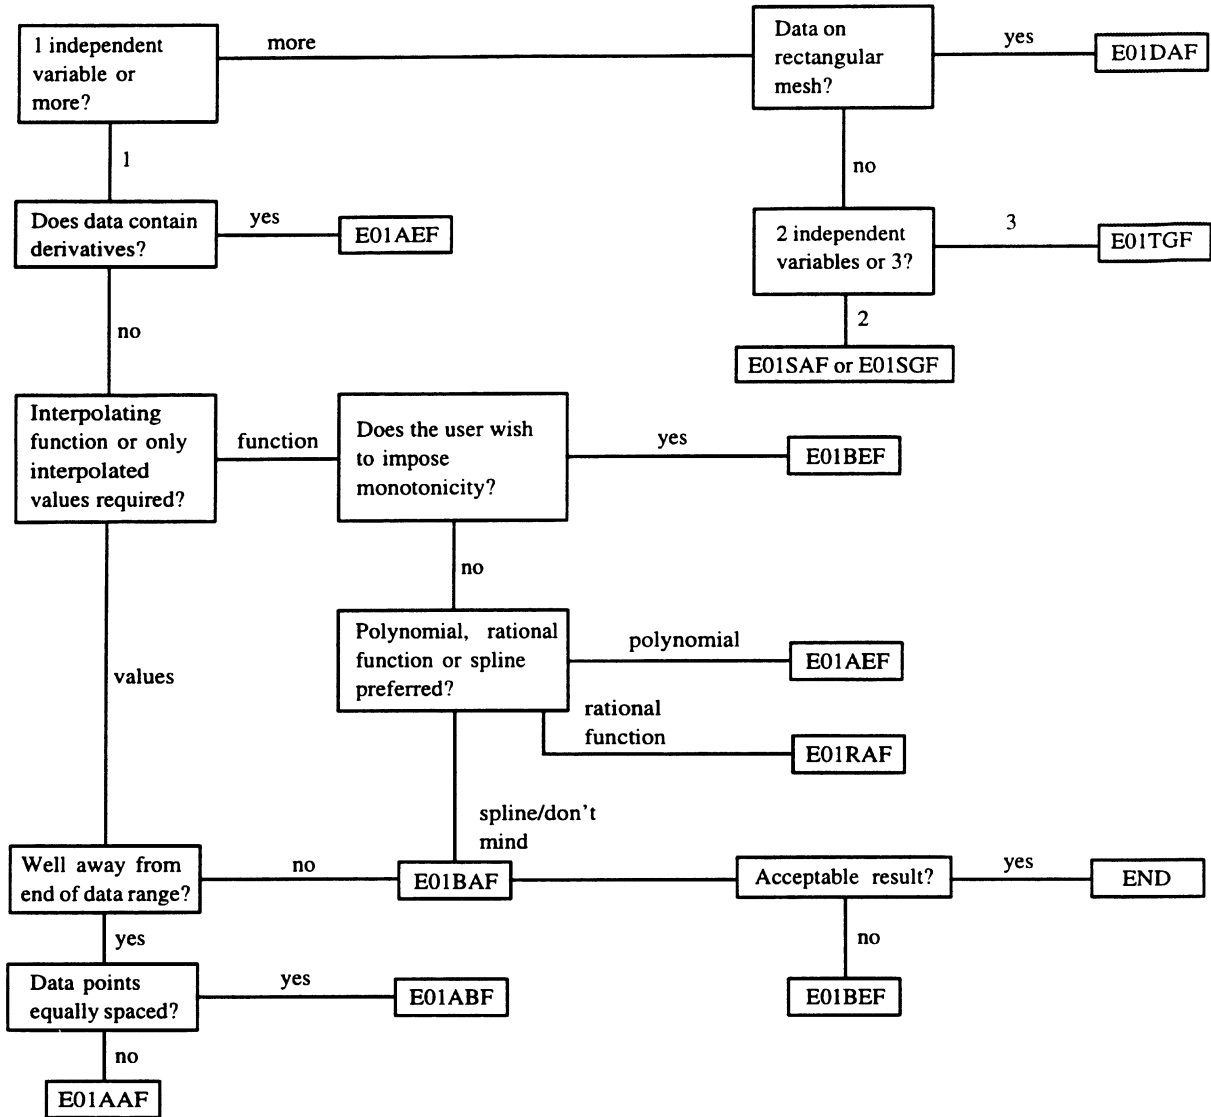 1 independent
variable or
more?
more
Data on
rectangular
mesh?
yes
E01DAF
1
no
Does data contain
derivatives?
yes
E01AEF
2 independent
variables or 3?
3
E01TGF
no
2
E01SAF or E01SGF
Interpolating
function or only
interpolated
values required?
function
Does the user wish
to impose
monotonicity?
yes
E01BEF
no
values
Polynomial, rational
function or spline
preferred?
polynomial
E01AEF
rational
function
E01RAF
spline/don't
mind
Well away from
end of data range?
no
E01BAF
Acceptable result?
yes
END
yes
no
Data points
equally spaced?
yes
E01ABF
E01BEF
no
E01AAF